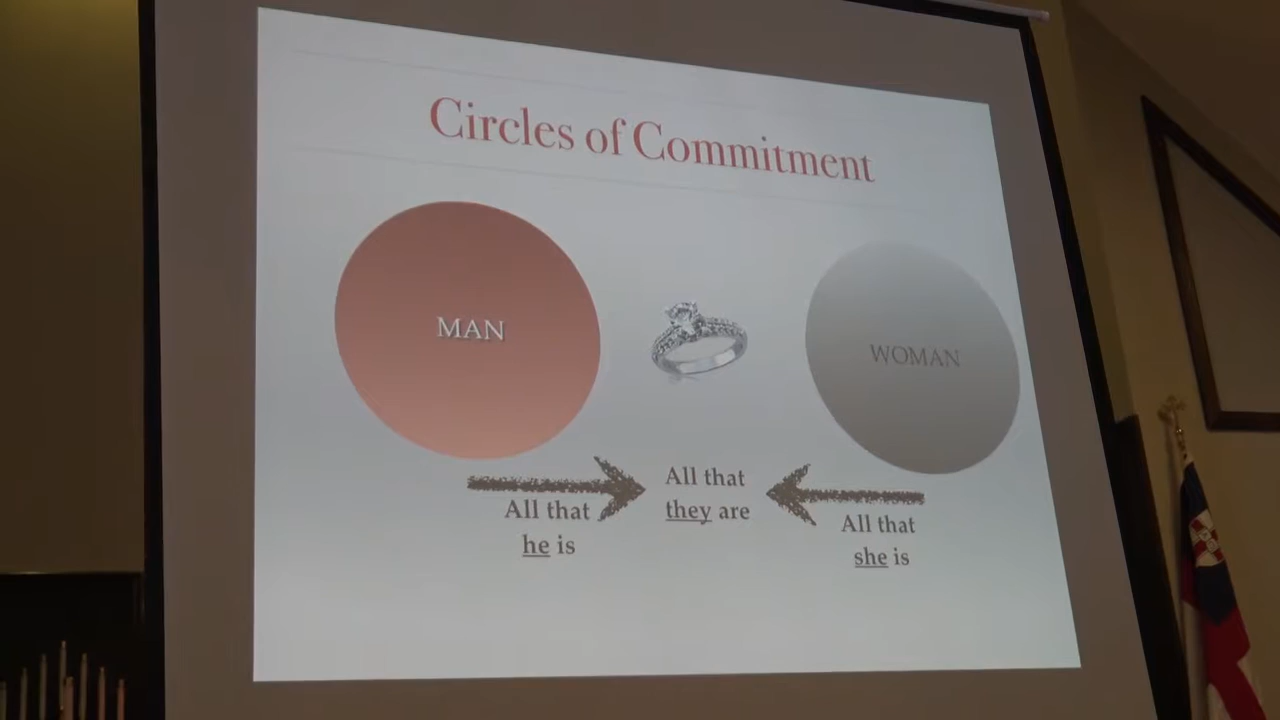 Circles of Commitment
MAN
WOMAN
All that
he is
All that
they are
All that
she is